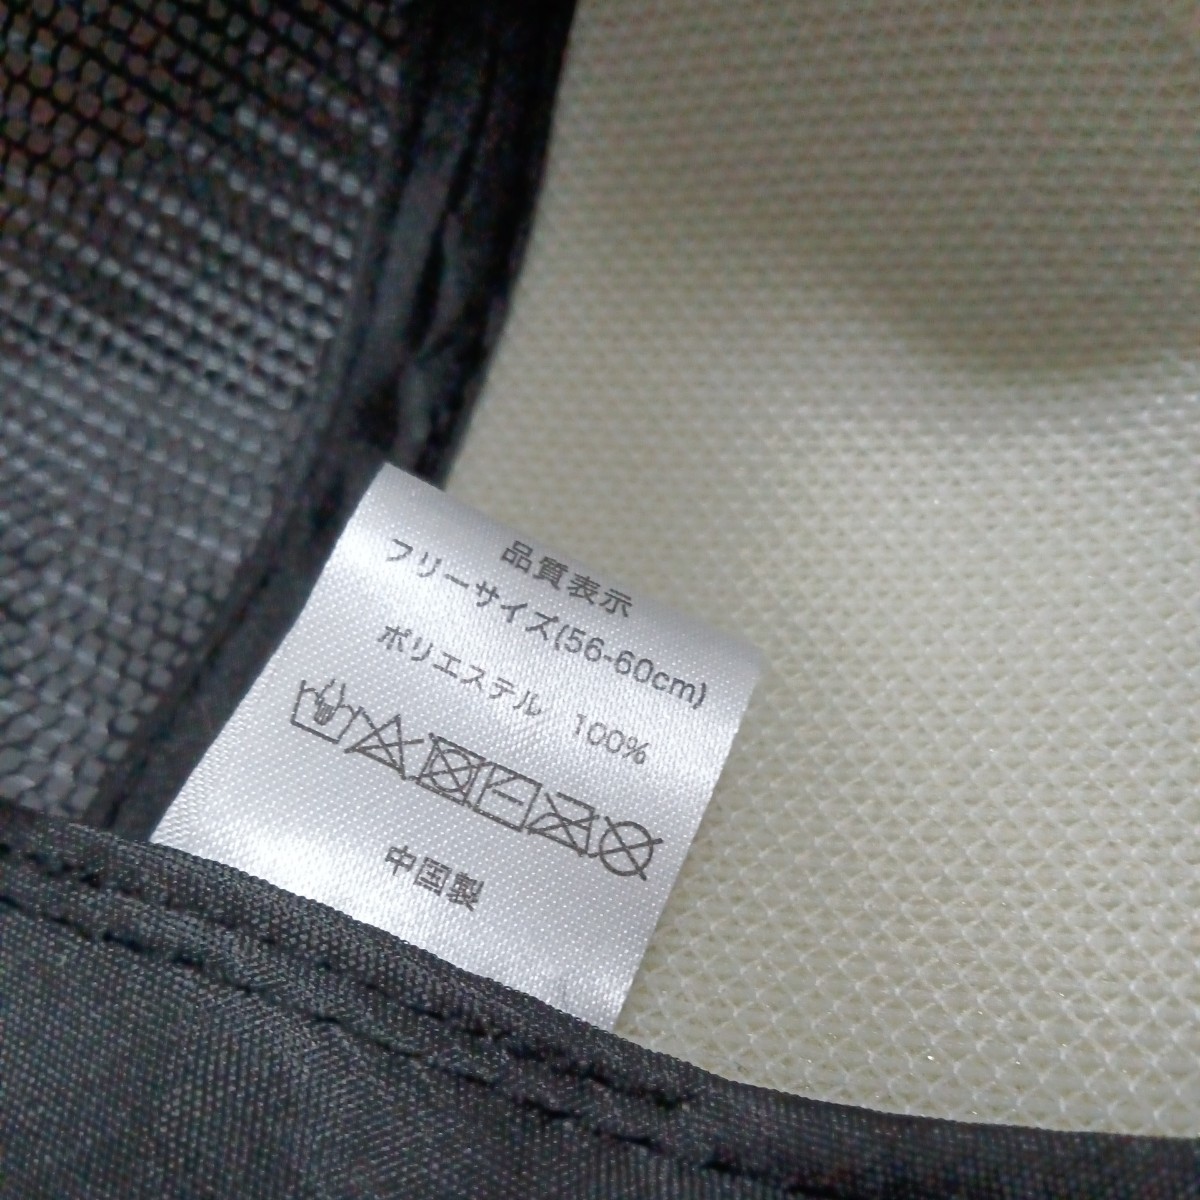 品質表示
フリーサイズ(56-60cm)
ポリエステル 100%
中国製